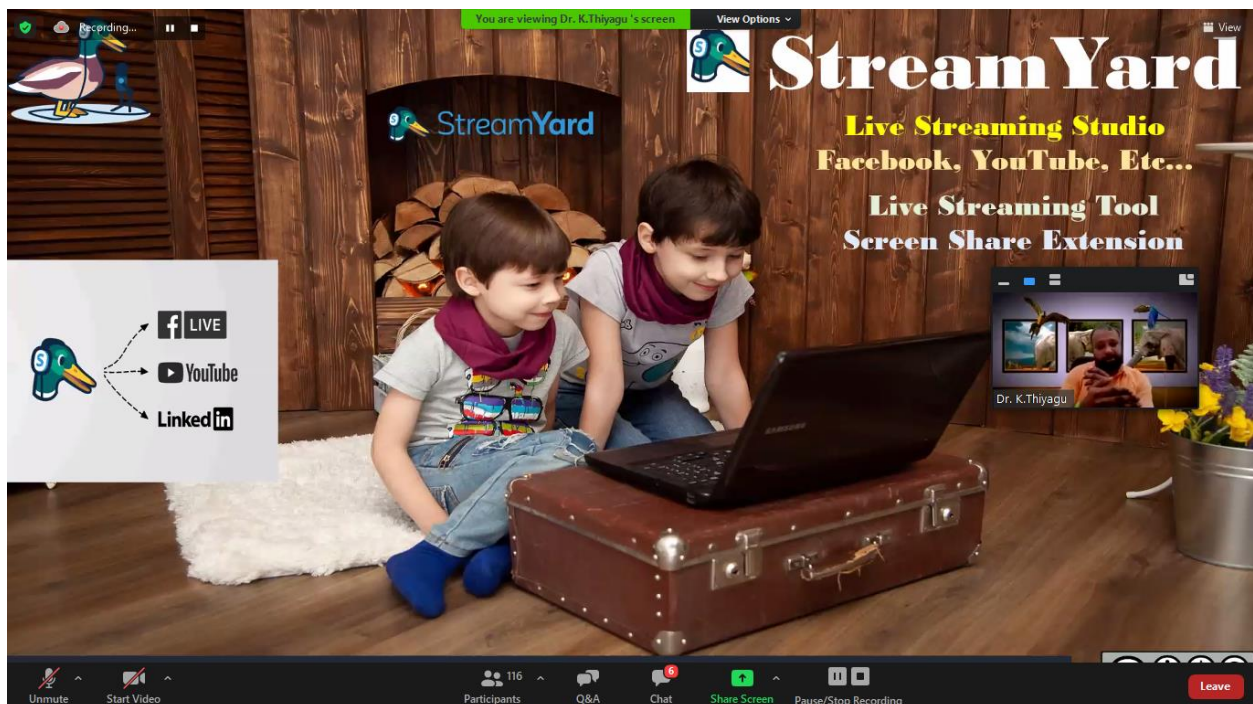 Recording...
You are viewing Dr. K.Thiyagu 's screen
View Options
View
StreamYard
StreamYard
Live Streaming Studio
Facebook, YouTube, Etc...
Live Streaming Tool
Screen Share Extension
S
S
f LIVE
YouTube
Linked in
SAMSUNG
Dr. K.Thiyagu
Unmute
Start Video
116
Participants
Q&A
6
Chat
Share Screen
Pause/Stop Recording
Leave